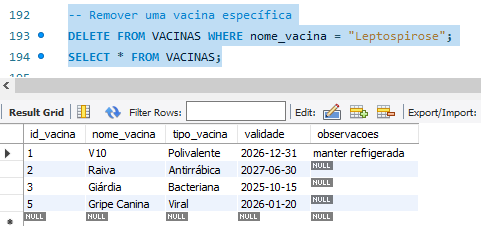 192 -- Remover uma vacina específica
193 DELETE FROM VACINAS WHERE nome_vacina = "Leptospirose";
194 SELECT * FROM VACINAS;
195
Result Grid Filter Rows: Edit: Export/Import:
id_vacina nome_vacina tipo_vacina validade observacoes
1 V10 Polivalente 2026-12-31 manter refrigerada
2 Raiva Antirrábica 2027-06-30 NULL
3 Giárdia Bacteriana 2025-10-15 NULL
5 Gripe Canina Viral 2026-01-20 NULL
* NULL NULL NULL NULL NULL